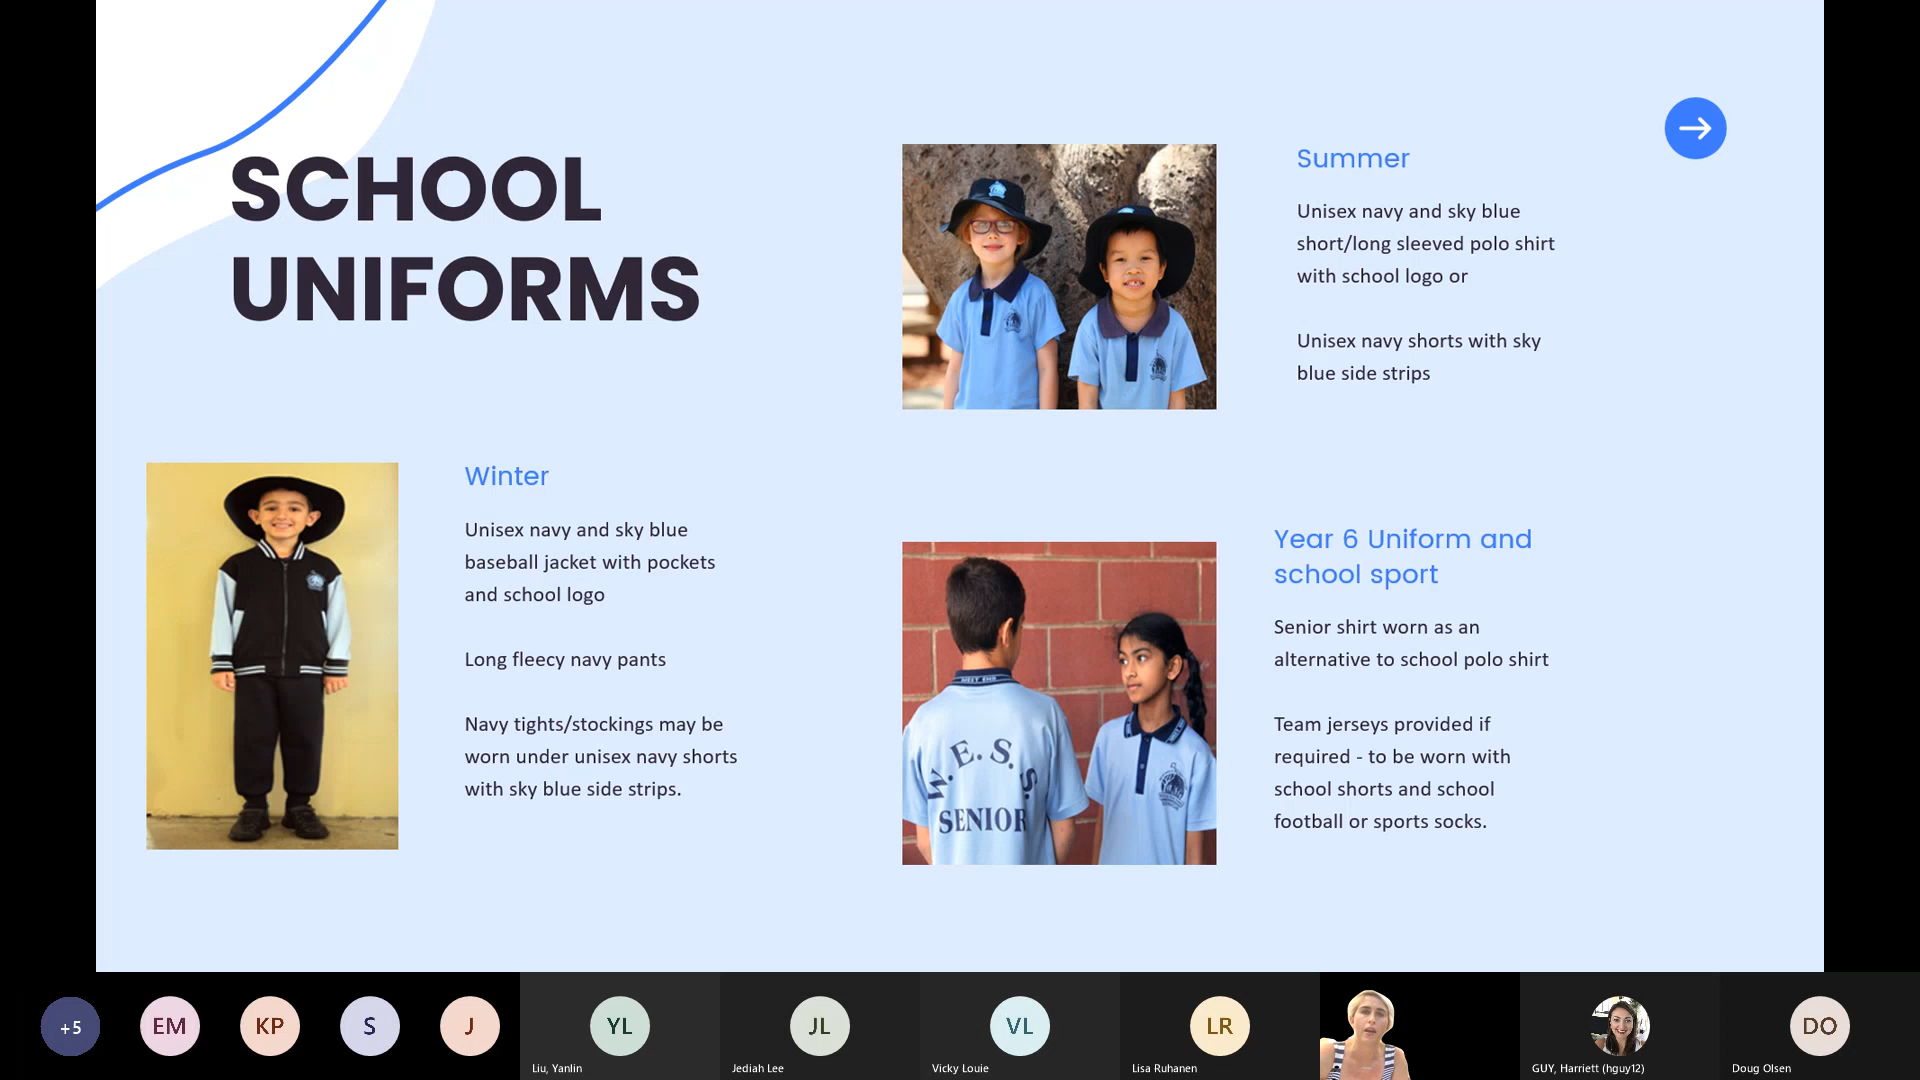 SCHOOL
UNIFORMS
Summer
Unisex navy and sky blue
short/long sleeved polo shirt
with school logo or
Unisex navy shorts with sky
blue side strips
Winter
Unisex navy and sky blue
baseball jacket with pockets
and school logo
Long fleecy navy pants
Navy tights/stockings may be
worn under unisex navy shorts
with sky blue side strips.
WEST END
W.E.S.S.
SENIOR
Year 6 Uniform and
school sport
Senior shirt worn as an
alternative to school polo shirt
Team jerseys provided if
required - to be worn with
school shorts and school
football or sports socks.
+5
EM
KP
S
J
YL
Liu, Yanlin
JL
Jediah Lee
VL
Vicky Louie
LR
Lisa Ruhanen
GUY, Harriett (hguy12)
DO
Doug Olsen